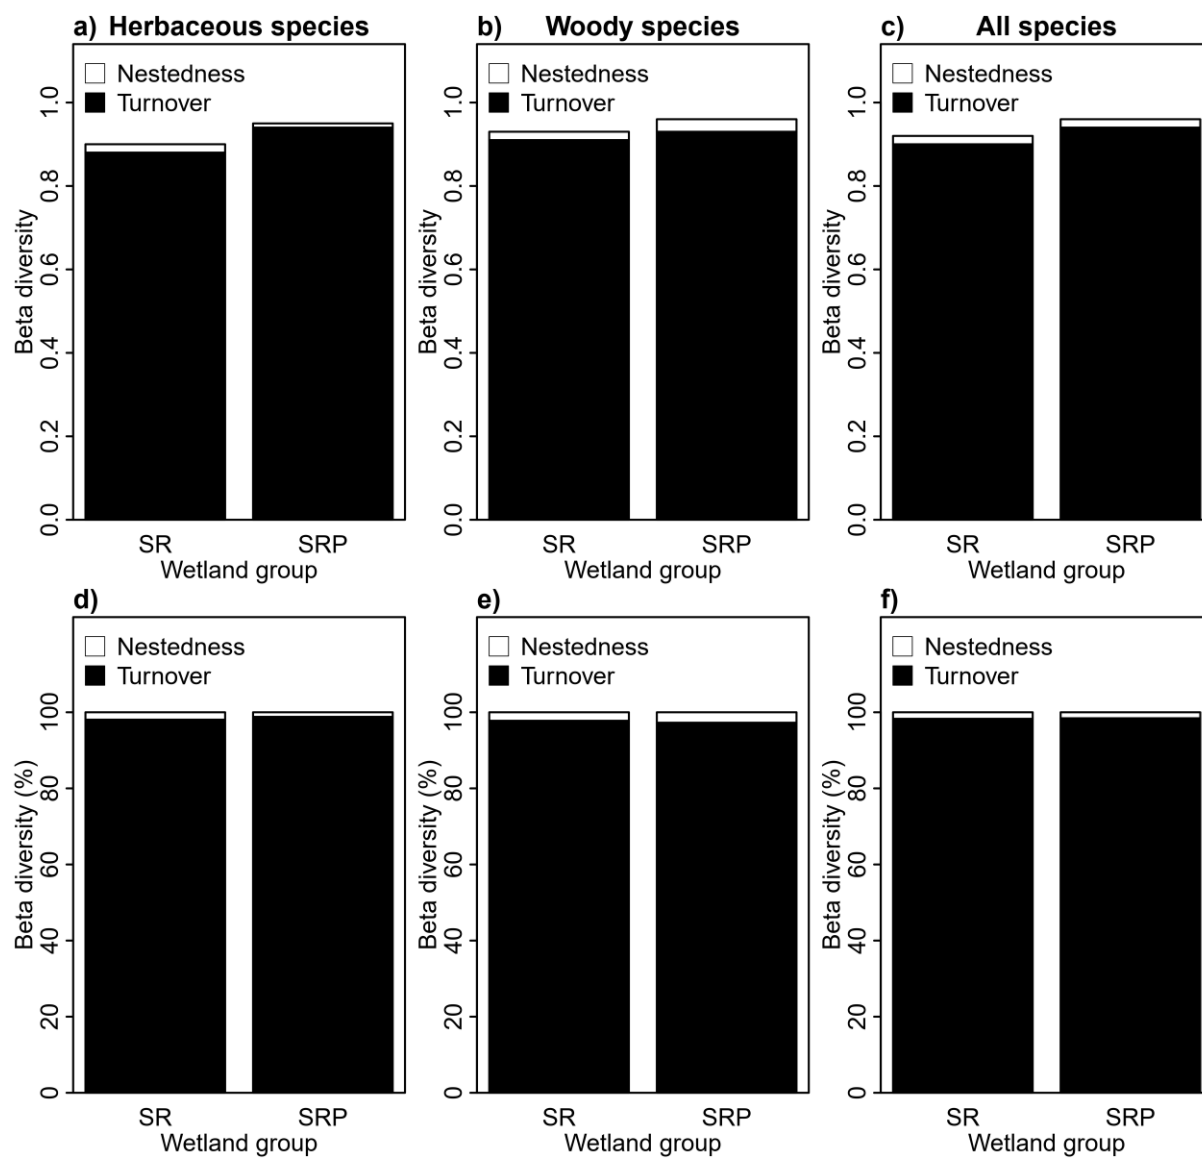 a) Herbaceous species
Nestedness
Turnover
Beta diversity
0.0 0.2 0.4 0.6 0.8 1.0
SR SRP
Wetland group
b) Woody species
Nestedness
Turnover
Beta diversity
0.0 0.2 0.4 0.6 0.8 1.0
SR SRP
Wetland group
c) All species
Nestedness
Turnover
Beta diversity
0.0 0.2 0.4 0.6 0.8 1.0
SR SRP
Wetland group
d)
Nestedness
Turnover
Beta diversity (%)
0 20 40 60 80 100
SR SRP
Wetland group
e)
Nestedness
Turnover
Beta diversity (%)
0 20 40 60 80 100
SR SRP
Wetland group
f)
Nestedness
Turnover
Beta diversity (%)
0 20 40 60 80 100
SR SRP
Wetland group